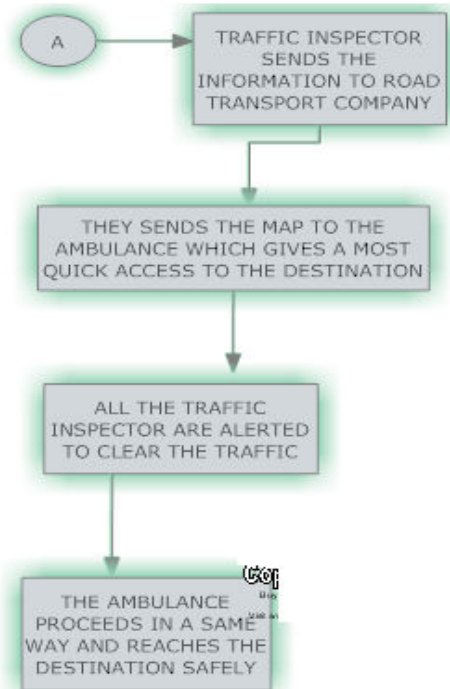 A
TRAFFIC INSPECTOR
SENDS THE
INFORMATION TO ROAD
TRANSPORT COMPANY
THEY SENDS THE MAP TO THE
AMBULANCE WHICH GIVES A MOST
QUICK ACCESS TO THE DESTINATION
ALL THE TRAFFIC
INSPECTOR ARE ALERTED
TO CLEAR THE TRAFFIC
THE AMBULANCE
PROCEEDS IN A SAME
WAY AND REACHES THE
DESTINATION SAFELY